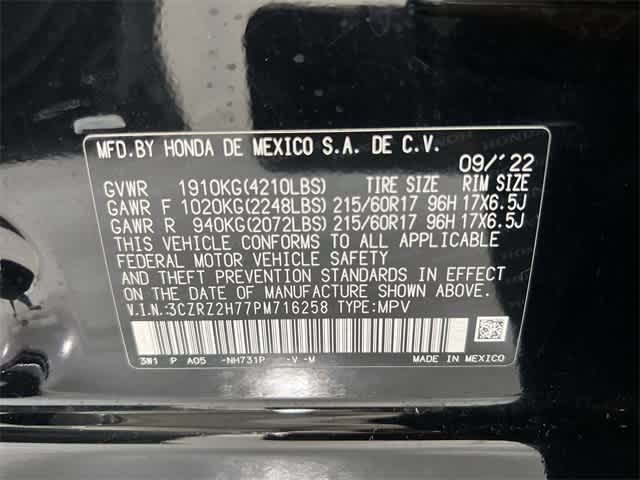 MFD.BY HONDA DE MEXICO S.A. DE C.V.
09/'22
GVWR 1910KG(4210LBS) TIRE SIZE RIM SIZE
GAWR F 1020KG(2248LBS) 215/60R17 96H 17X6.5J
GAWR R 940KG(2072LBS) 215/60R17 96H 17X6.5J
THIS VEHICLE CONFORMS TO ALL APPLICABLE
FEDERAL MOTOR VEHICLE SAFETY
AND THEFT PREVENTION STANDARDS IN EFFECT
ON THE DATE OF MANUFACTURE SHOWN ABOVE.
V.I.N.:3CZRZ2H77PM716258 TYPE:MPV
3W1 P A05 -NH731P -V -M MADE IN MEXICO